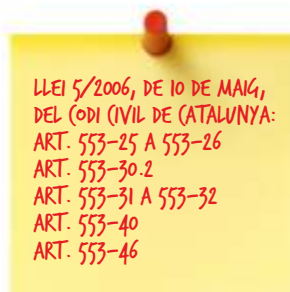 LLEI 5/2006, DE 10 DE MAIG,
DEL CODI CIVIL DE CATALUNYA:
ART. 553-25 A 553-26
ART. 553-30.2
ART. 553-31 A 553-32
ART. 553-40
ART. 553-46